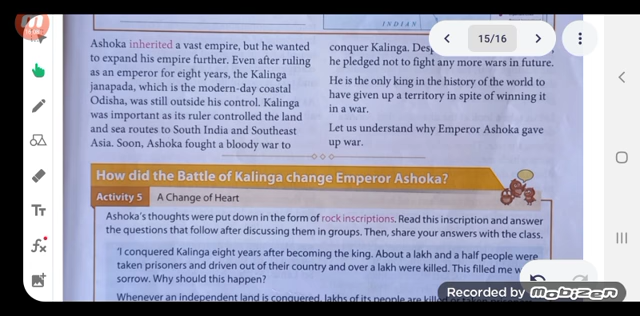 INDIAN
15/16
Ashoka inherited a vast empire, but he wanted
to expand his empire further. Even after ruling
as an emperor for eight years, the Kalinga
janapada, which is the modern-day coastal
Odisha, was still outside his control. Kalinga
was important as its ruler controlled the land
and sea routes to South India and Southeast
Asia. Soon, Ashoka fought a bloody war to
conquer Kalinga.
he pledged not to fight any more wars in future.
He is the only king in the history of the world to
have given up a territory in spite of winning it
in a war.
Let us understand why Emperor Ashoka gave
up war.
How did the Battle of Kalinga change Emperor Ashoka?
Activity 5 A Change of Heart
Ashoka's thoughts were put down in the form of rock inscriptions. Read this inscription and answer
the questions that follow after discussing them in groups. Then, share your answers with the class.
'I conquered Kalinga eight years after becoming the king. About a lakh and a half people were
taken prisoners and driven out of their country and over a lakh were killed. This filled me
sorrow. Why should this happen?
Whenever an independent land is conquered, lakhs of its people are
Tт
fx
Recorded by Mobizen